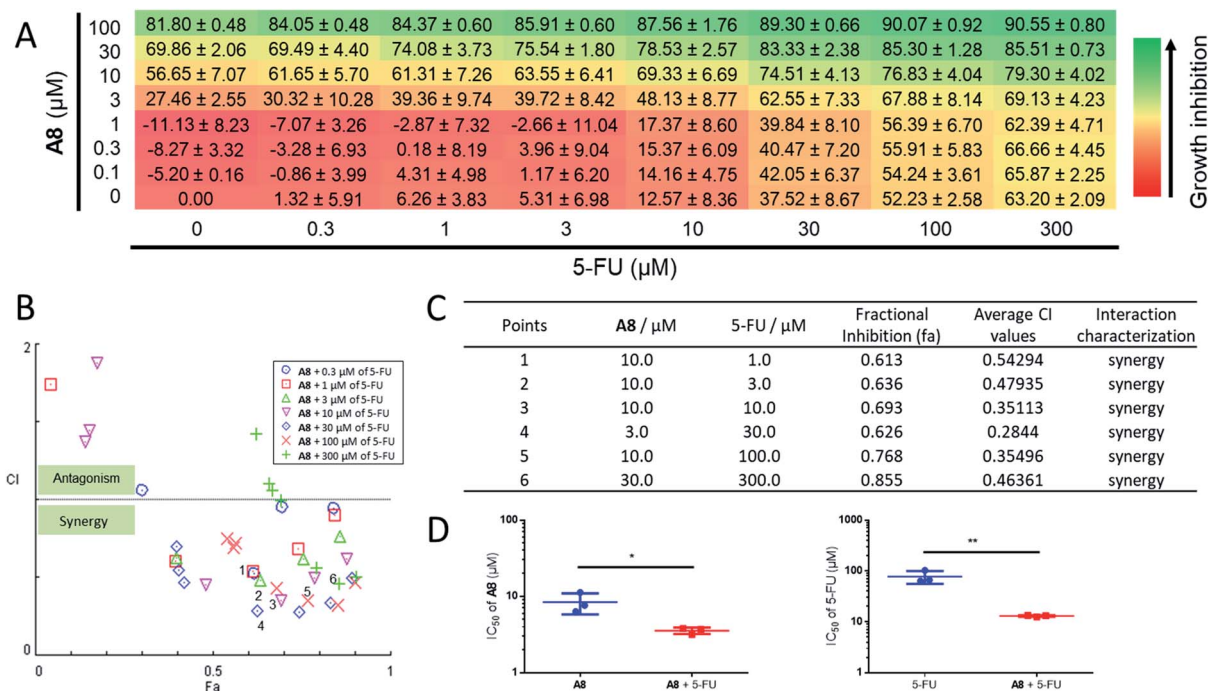 A
A8
(µM)
100 81.80 ± 0.48 84.05 ± 0.48 84.37 ± 0.60 85.91 ± 0.60 87.56 ± 1.76 89.30 ± 0.66 90.07 ± 0.92 90.55 ± 0.80
30 69.86 ± 2.06 69.49 ± 4.40 74.08 ± 3.73 75.54 ± 1.80 78.53 ± 2.57 83.33 ± 2.38 85.30 ± 1.28 85.51 ± 0.73
10 56.65 ± 7.07 61.65 ± 5.70 61.31 ± 7.26 63.55 ± 6.41 69.33 ± 6.69 74.51 ± 4.13 76.83 ± 4.04 79.30 ± 4.02
3 27.46 ± 2.55 30.32 ± 10.28 39.36 ± 9.74 39.72 ± 8.42 48.13 ± 8.77 62.55 ± 7.33 67.88 ± 8.14 69.13 ± 4.23
1 -11.13 ± 8.23 -7.07 ± 3.26 -2.87 ± 7.32 -2.66 ± 11.04 17.37 ± 8.60 39.84 ± 8.10 56.39 ± 6.70 62.39 ± 4.71
0.3 -8.27 ± 3.32 -3.28 ± 6.93 0.18 ± 8.19 3.96 ± 9.04 15.37 ± 6.09 40.47 ± 7.20 55.91 ± 5.83 66.66 ± 4.45
0.1 -5.20 ± 0.16 -0.86 ± 3.99 4.31 ± 4.98 1.17 ± 6.20 14.16 ± 4.75 42.05 ± 6.37 54.24 ± 3.61 65.87 ± 2.25
0 0.00 1.32 ± 5.91 6.26 ± 3.83 5.31 ± 6.98 12.57 ± 8.36 37.52 ± 8.67 52.23 ± 2.58 63.20 ± 2.09
0 0.3 1 3 10 30 100 300
5-FU (µM)
Growth inhibition
B
2
CI
0
Antagonism
Synergy
A8 + 0.3 µM of 5-FU
A8 + 1 µM of 5-FU
A8 + 3 µM of 5-FU
A8 + 10 µM of 5-FU
A8 + 30 µM of 5-FU
A8 + 100 µM of 5-FU
A8 + 300 µM of 5-FU
1
2
3
4
5
6
0 0.5 1
Fa
C
Points A8 / µM 5-FU / µM Fractional Inhibition (fa) Average CI values Interaction characterization
1 10.0 1.0 0.613 0.54294 synergy
2 10.0 3.0 0.636 0.47935 synergy
3 10.0 10.0 0.693 0.35113 synergy
4 3.0 30.0 0.626 0.2844 synergy
5 10.0 100.0 0.768 0.35496 synergy
6 30.0 300.0 0.855 0.46361 synergy
D
IC50 of A8 (µM)
100
10
1
*
A8 A8 + 5-FU
IC50 of 5-FU (µM)
1000
100
10
1
**
5-FU A8 + 5-FU